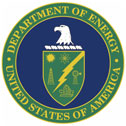 DEPARTMENT OF ENERGY
UNITED STATES OF AMERICA